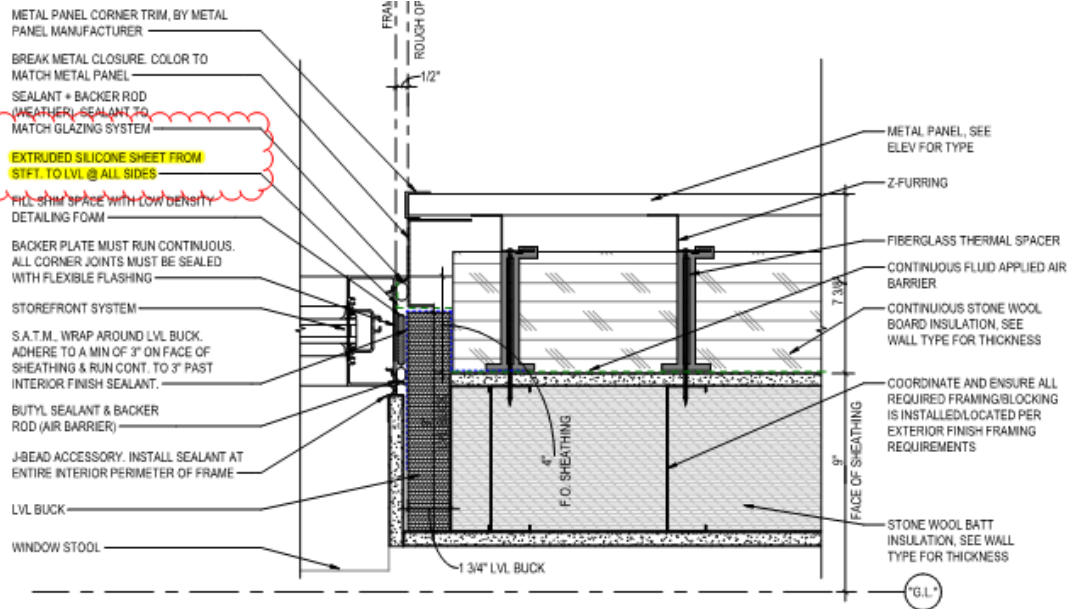 METAL PANEL CORNER TRIM, BY METAL
PANEL MANUFACTURER
BREAK METAL CLOSURE. COLOR TO
MATCH METAL PANEL
SEALANT + BACKER ROD
(WEATHER). SEALANT TO
MATCH GLAZING SYSTEM
EXTRUDED SILICONE SHEET FROM
STFT. TO LVL @ ALL SIDES
FILL SHIM SPACE WITH LOW DENSITY
DETAILING FOAM
BACKER PLATE MUST RUN CONTINUOUS.
ALL CORNER JOINTS MUST BE SEALED
WITH FLEXIBLE FLASHING
STOREFRONT SYSTEM
S.A.T.M., WRAP AROUND LVL BUCK.
ADHERE TO A MIN OF 3" ON FACE OF
SHEATHING & RUN CONT. TO 3" PAST
INTERIOR FINISH SEALANT.
BUTYL SEALANT & BACKER
ROD (AIR BARRIER)
J-BEAD ACCESSORY. INSTALL SEALANT AT
ENTIRE INTERIOR PERIMETER OF FRAME
LVL BUCK
WINDOW STOOL
ROUGH
1/2"
4"
F.O. SHEATHING
1 3/4" LVL BUCK
METAL PANEL, SEE
ELEV FOR TYPE
Z-FURRING
FIBERGLASS THERMAL SPACER
CONTINUOUS FLUID APPLIED AIR
BARRIER
CONTINUOUS STONE WOOL
BOARD INSULATION, SEE
WALL TYPE FOR THICKNESS
COORDINATE AND ENSURE ALL
REQUIRED FRAMING/BLOCKING
IS INSTALLED/LOCATED PER
EXTERIOR FINISH FRAMING
REQUIREMENTS
STONE WOOL BATT
INSULATION, SEE WALL
TYPE FOR THICKNESS
7 3/8"
9"
FACE OF SHEATHING
"G.L."